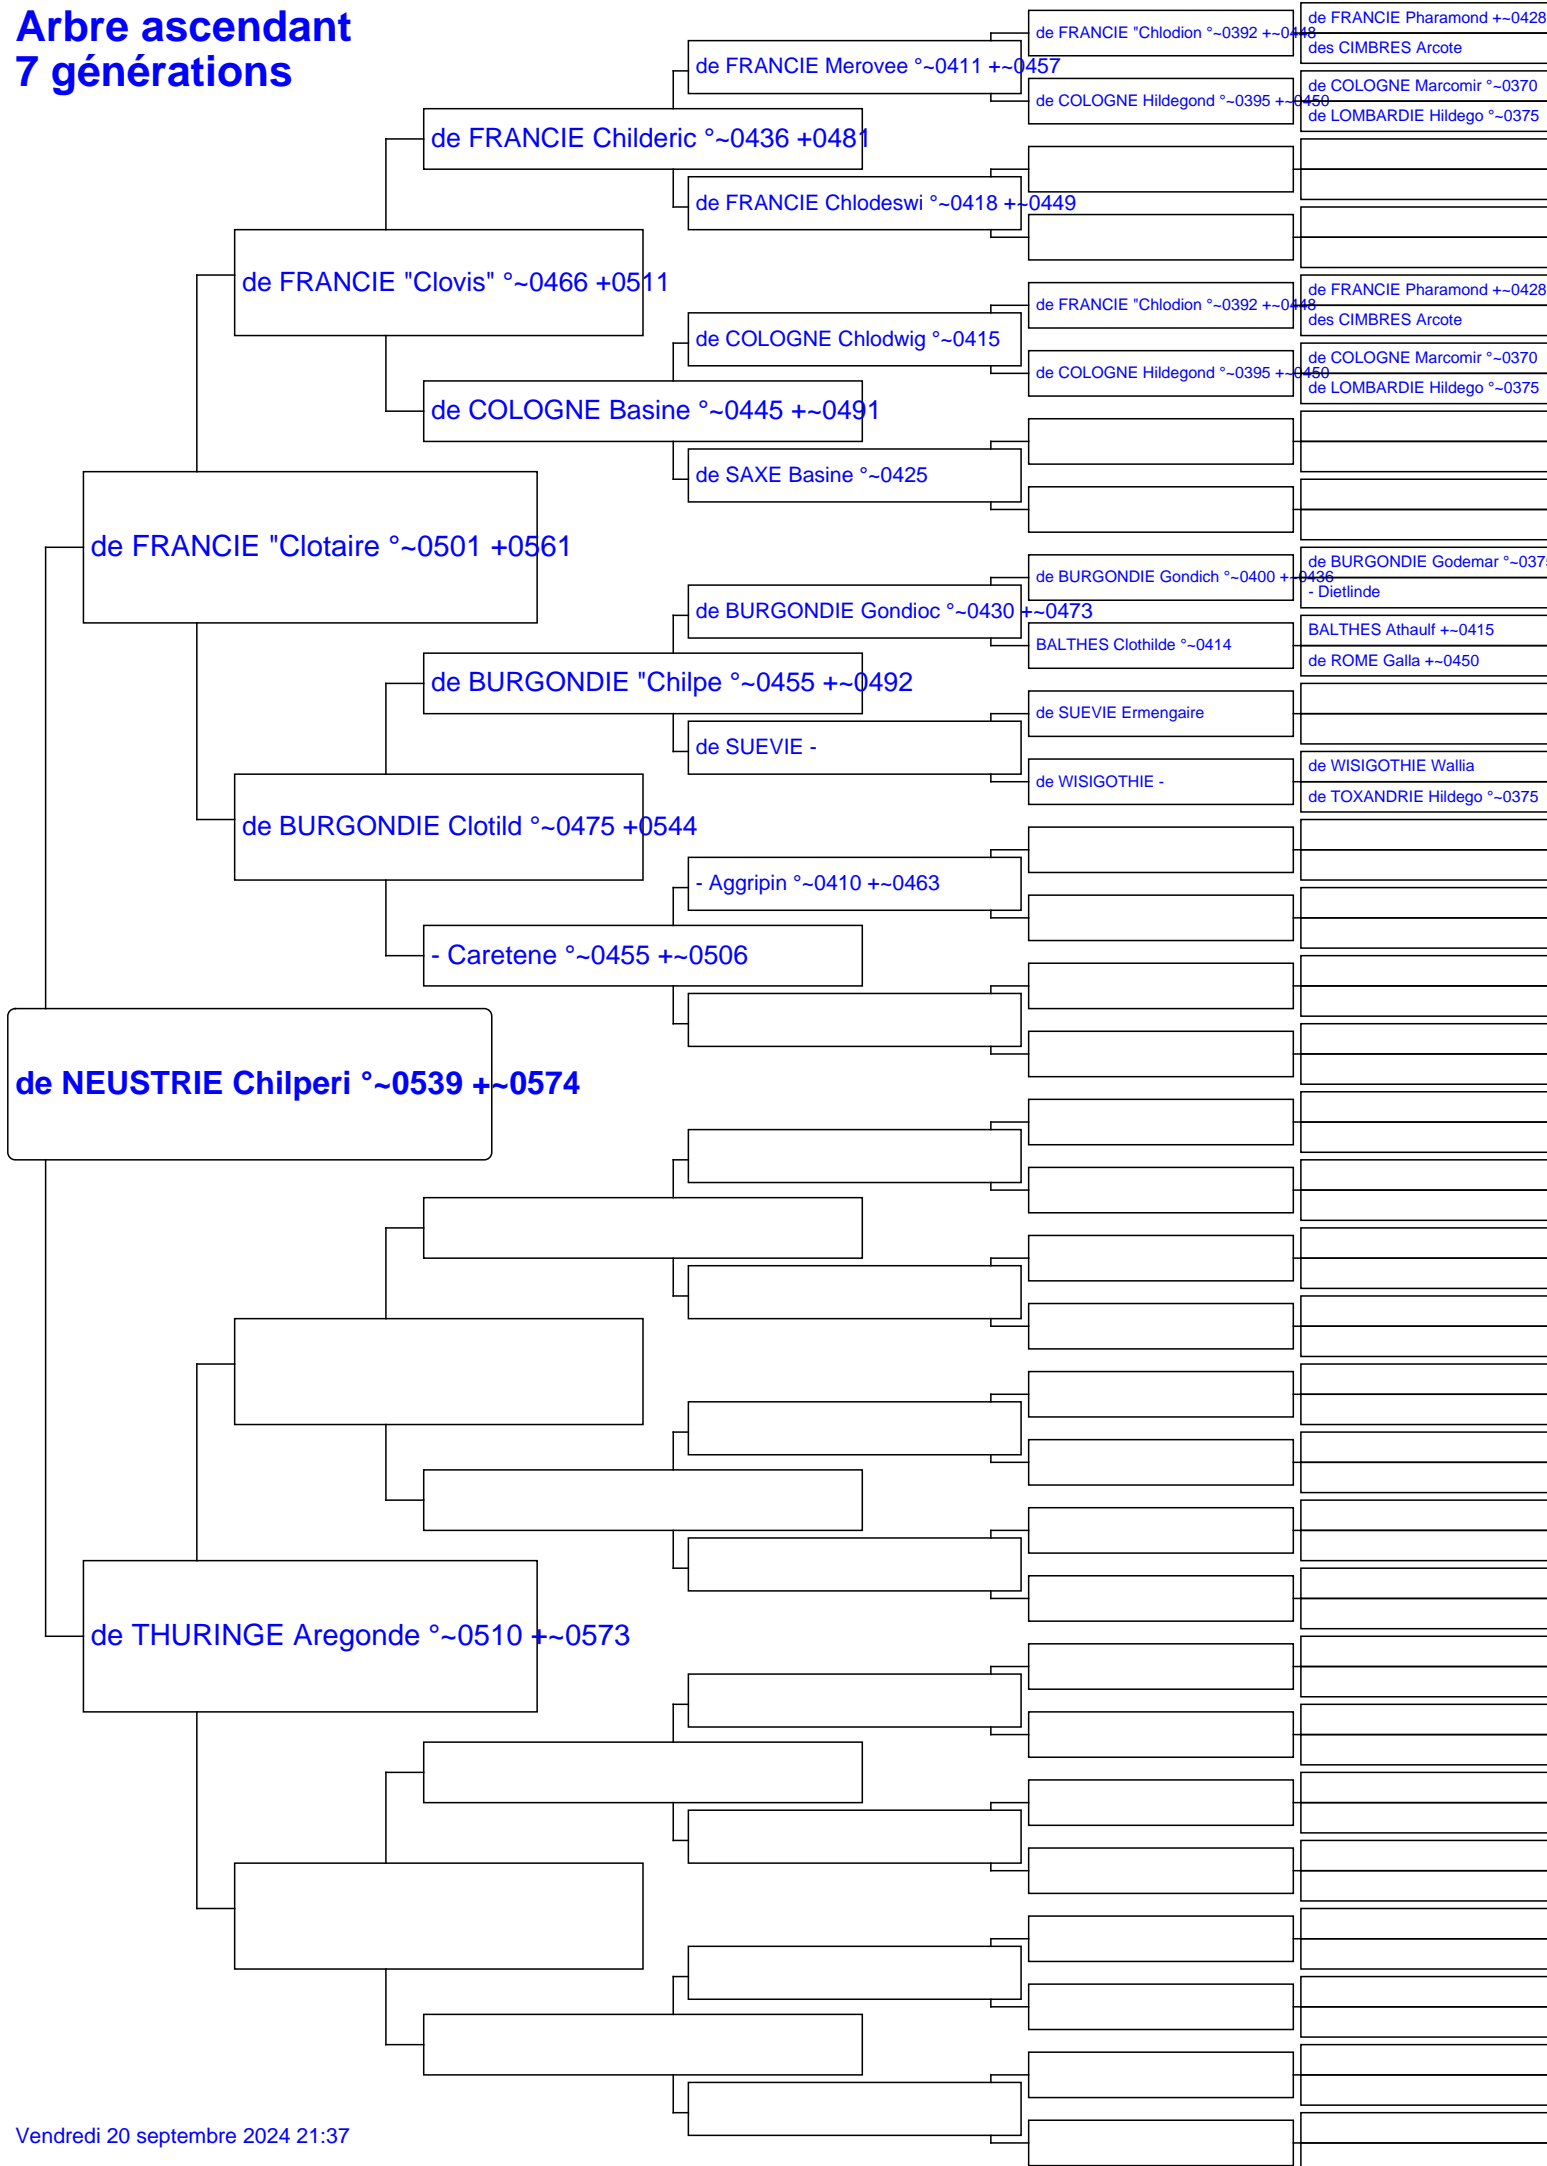 Arbre ascendant
7 générations
de FRANCIE Pharamond +~0428
de FRANCIE "Chlodion °~0392 +~0448
des CIMBRES Arcote
de FRANCIE Merovee °~0411 +~0457
de COLOGNE Marcomir °~0370
de COLOGNE Hildegond °~0395 +~0450
de LOMBARDIE Hildego °~0375
de FRANCIE Childeric °~0436 +0481
de FRANCIE Chlodeswi °~0418 +~0449
de FRANCIE "Clovis" °~0466 +0511
de FRANCIE Pharamond +~0428
de FRANCIE "Chlodion °~0392 +~0448
des CIMBRES Arcote
de COLOGNE Chlodwig °~0415
de COLOGNE Marcomir °~0370
de COLOGNE Hildegond °~0395 +~0450
de LOMBARDIE Hildego °~0375
de COLOGNE Basine °~0445 +~0491
de SAXE Basine °~0425
de FRANCIE "Clotaire °~0501 +0561
de BURGONDIE Godemar °~0375
de BURGONDIE Gondich °~0400 +~0436
- Dietlinde
de BURGONDIE Gondioc °~0430 +~0473
BALTHES Athaulf +~0415
BALTHES Clothilde °~0414
de ROME Galla +~0450
de BURGONDIE "Chilpe °~0455 +~0492
de SUEVIE Ermengaire
de SUEVIE -
de WISIGOTHIE Wallia
de WISIGOTHIE -
de TOXANDRIE Hildego °~0375
de BURGONDIE Clotild °~0475 +0544
- Aggripin °~0410 +~0463
- Caretene °~0455 +~0506
de NEUSTRIE Chilperi °~0539 +~0574
de THURINGE Aregonde °~0510 +~0573
Vendredi 20 septembre 2024 21:37